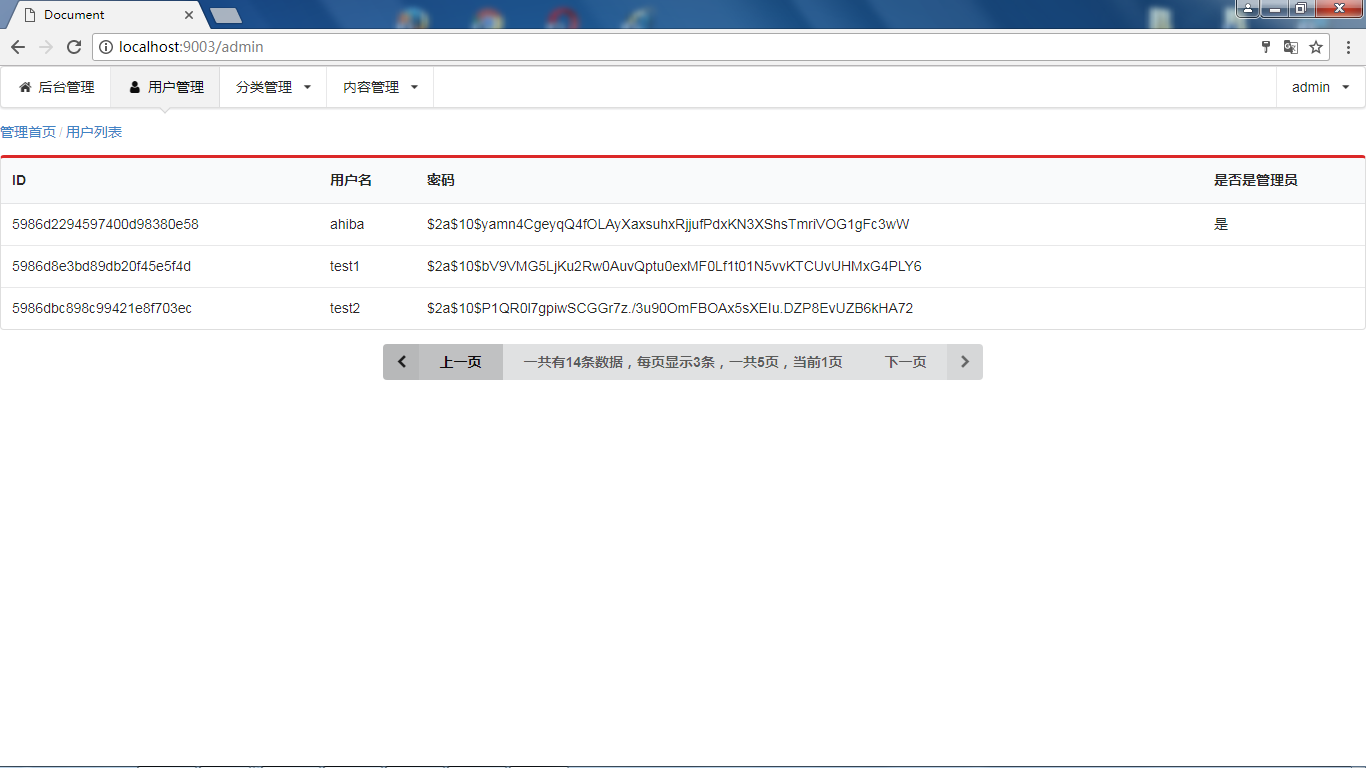 Document
localhost:9003/admin
后台管理 用户管理 分类管理 内容管理 admin
管理首页 / 用户列表
ID 用户名 密码 是否是管理员
5986d2294597400d98380e58 ahiba $2a$10$yamn4CgeyqQ4fOLAyXaxsuhxRjjufPdxKN3XShsTmriVOG1gFc3wW 是
5986d8e3bd89db20f45e5f4d test1 $2a$10$bV9VMG5LjKu2Rw0AuvQptu0exMF0Lf1t01N5vvKTCUvUHMxG4PLY6
5986dbc898c99421e8f703ec test2 $2a$10$P1QR0l7gpiwSCGGr7z./3u90OmFBOAx5sXEIu.DZP8EvUZB6kHA72
上一页 一共有14条数据，每页显示3条，一共5页，当前1页 下一页